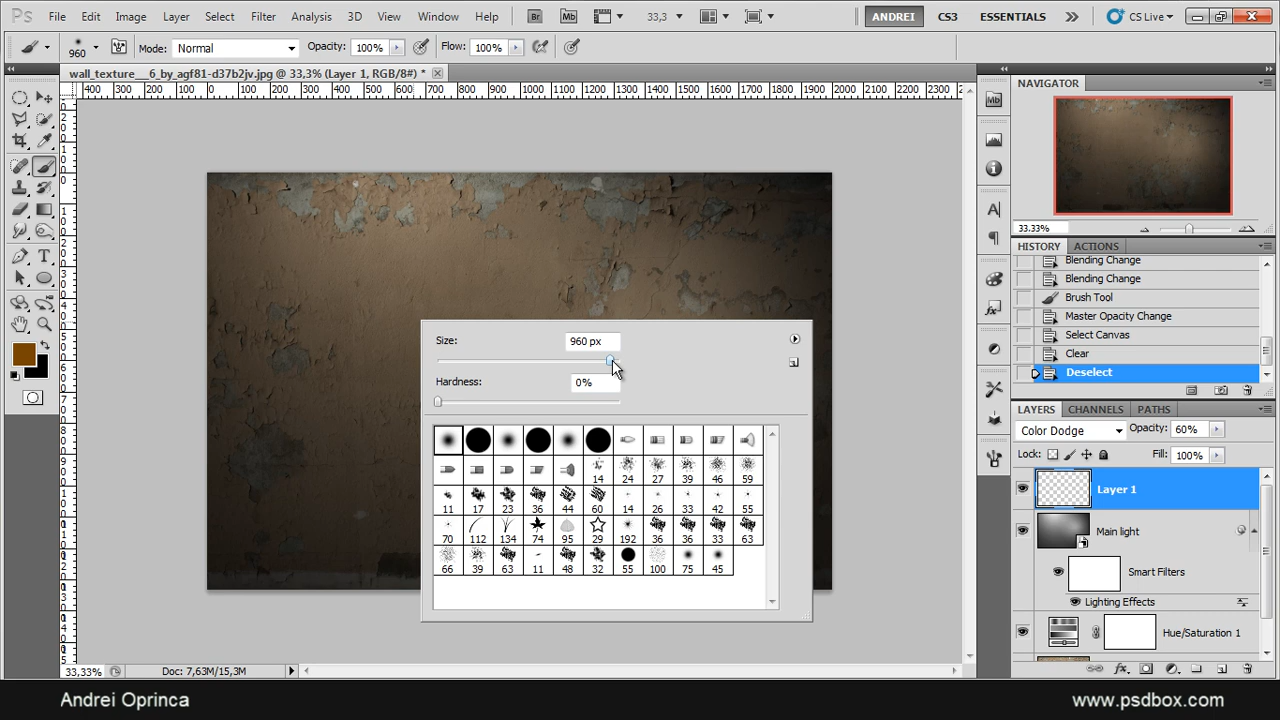 Ps File Edit Image Layer Select Filter Analysis 3D View Window Help Br Mb 33,3 ANDREI CS3 ESSENTIALS CS Live
960 Mode: Normal Opacity: 100% Flow: 100%
wall_texture___6_by_agf81-d37b2jv.jpg @ 33,3% (Layer 1, RGB/8#) *
400 300 200 100 0 100 200 300 400 500 600 700 800 900 1000 1100 1200 1300 1400 1500 1600 1700 1800 1900 2000 2100 2200 2300
Mb
NAVIGATOR
33.33%
HISTORY ACTIONS
Blending Change
Blending Change
Brush Tool
Master Opacity Change
Select Canvas
Clear
Deselect
Size: 960 px
Hardness: 0%
14 24 27 39 46 59
11 17 23 36 44 60 14 26 33 42 55
70 112 134 74 95 29 192 36 36 33 63
66 39 63 11 48 32 55 100 75 45
LAYERS CHANNELS PATHS
Color Dodge Opacity: 60%
Lock: Fill: 100%
Layer 1
Main light
Smart Filters
Lighting Effects
Hue/Saturation 1
33,33% Doc: 7,63M/15,3M
Andrei Oprinca www.psdbox.com